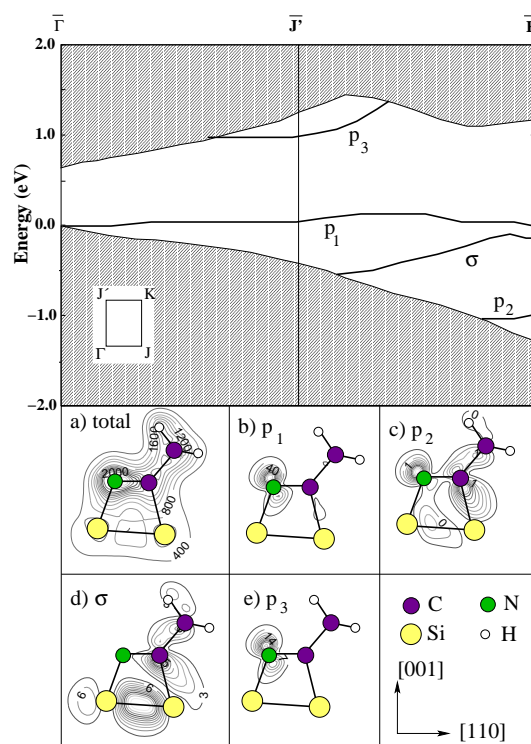 Γ J' K
2.0
1.0
0.0
−1.0
−2.0
Energy (eV)
p3
p1
σ
p2
J´ K
Γ J
a) total
1600
1200
2000
800
400
b) p1
40
c) p2
0
0
d) σ
6
6
3
e) p3
14
C
N
Si
H
[001]
[110]